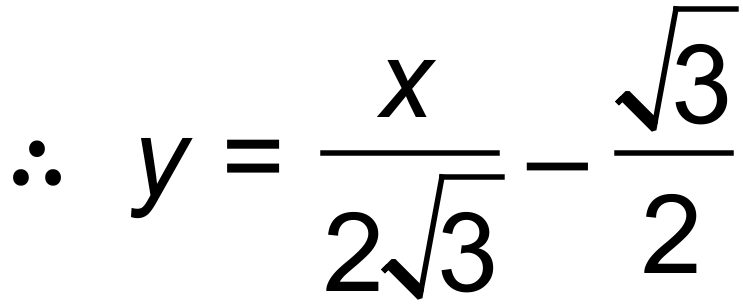 ∴ y = x/(2√3) − √3/2